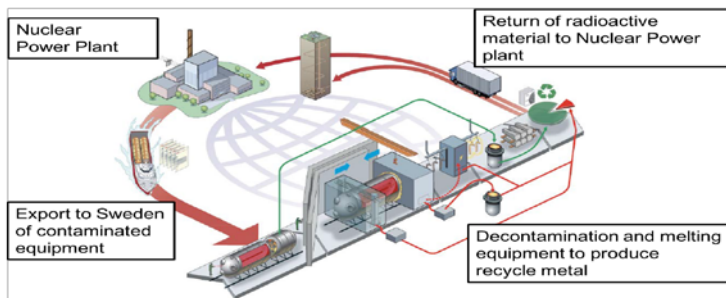 Nuclear
Power Plant
Return of radioactive
material to Nuclear Power
plant
Export to Sweden
of contaminated
equipment
Decontamination and melting
equipment to produce
recycle metal